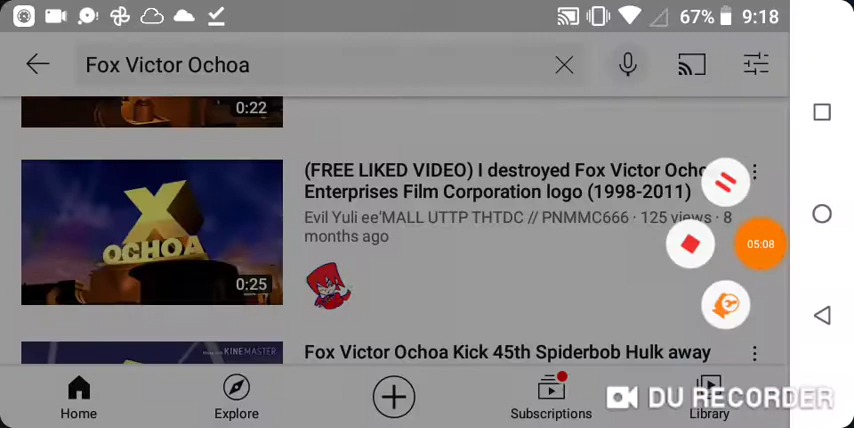 67% 9:18
Fox Victor Ochoa
0:22
(FREE LIKED VIDEO) I destroyed Fox Victor Ocho
Enterprises Film Corporation logo (1998-2011)
Evil Yuli ee'MALL UTTP THTDC // PNMMC666 · 125 views · 8
months ago
05:08
X
OCHOA
0:25
KINEMASTER
Fox Victor Ochoa Kick 45th Spiderbob Hulk away
Home
Explore
Subscriptions
Library
DU RECORDER